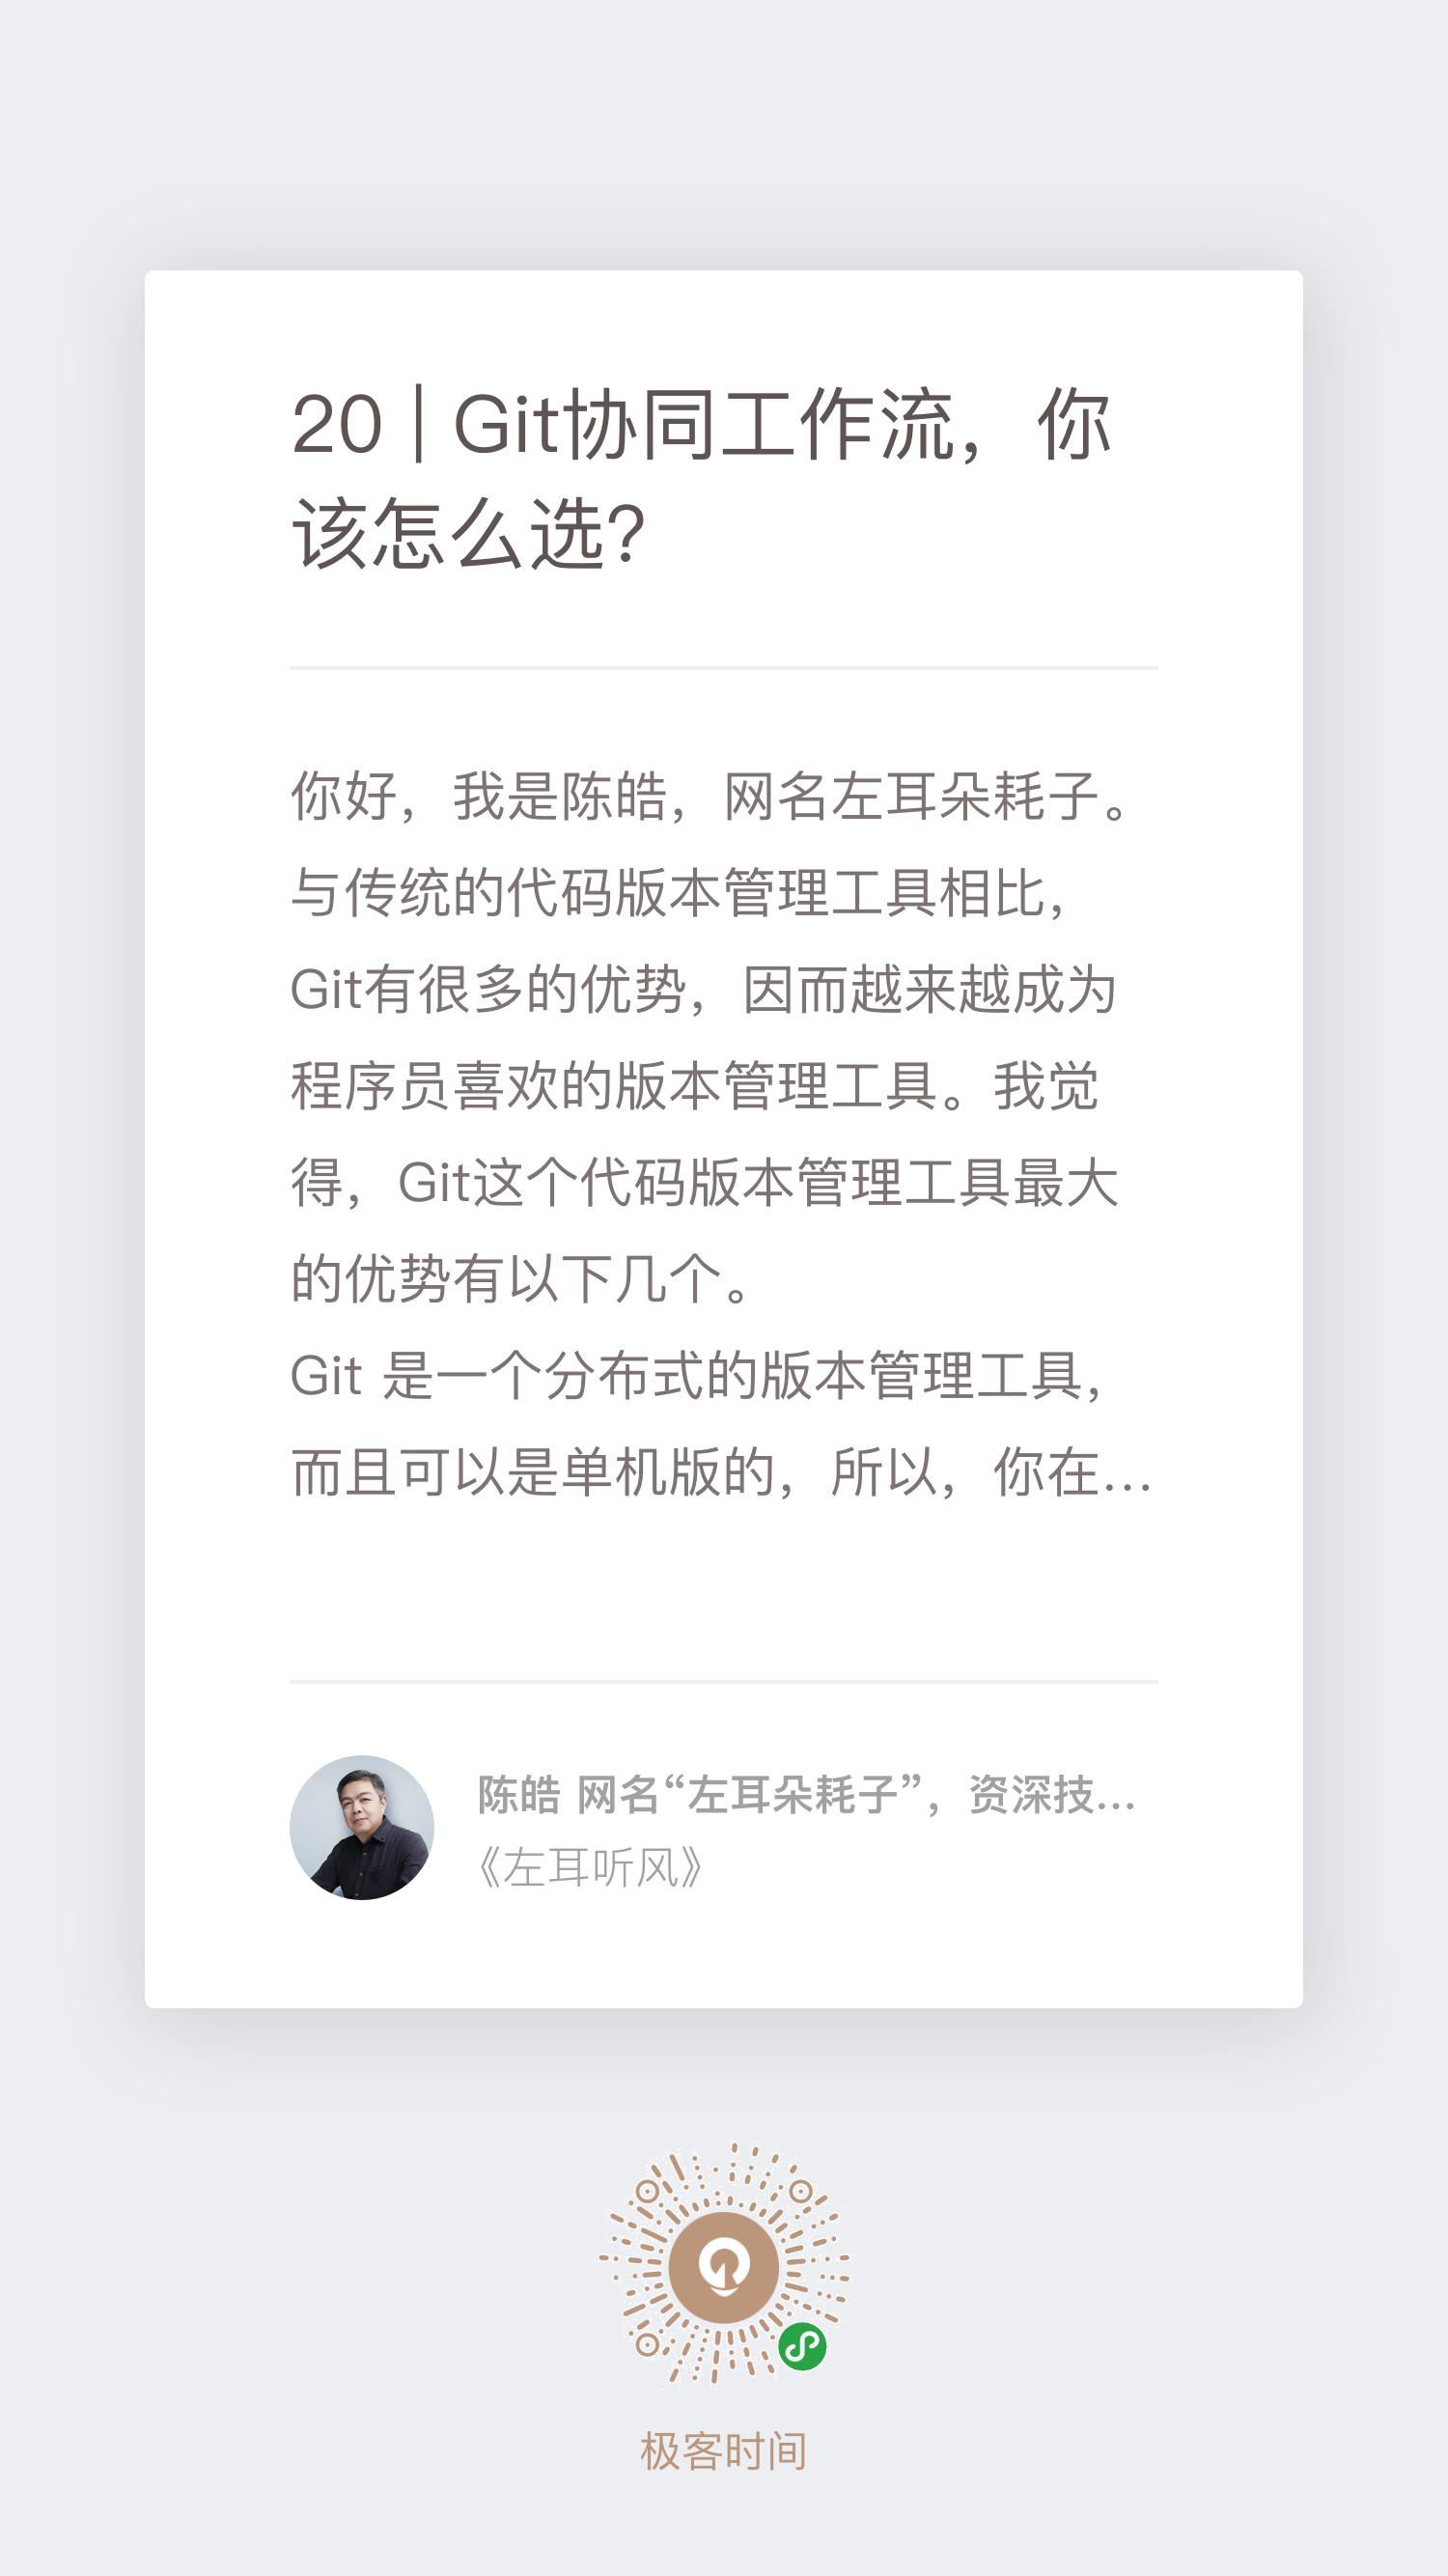 20 | Git协同工作流，你
该怎么选？
你好，我是陈皓，网名左耳朵耗子。
与传统的代码版本管理工具相比，
Git有很多的优势，因而越来越成为
程序员喜欢的版本管理工具。我觉
得，Git这个代码版本管理工具最大
的优势有以下几个。
Git 是一个分布式的版本管理工具，
而且可以是单机版的，所以，你在...
陈皓 网名“左耳朵耗子”，资深技...
《左耳听风》
极客时间